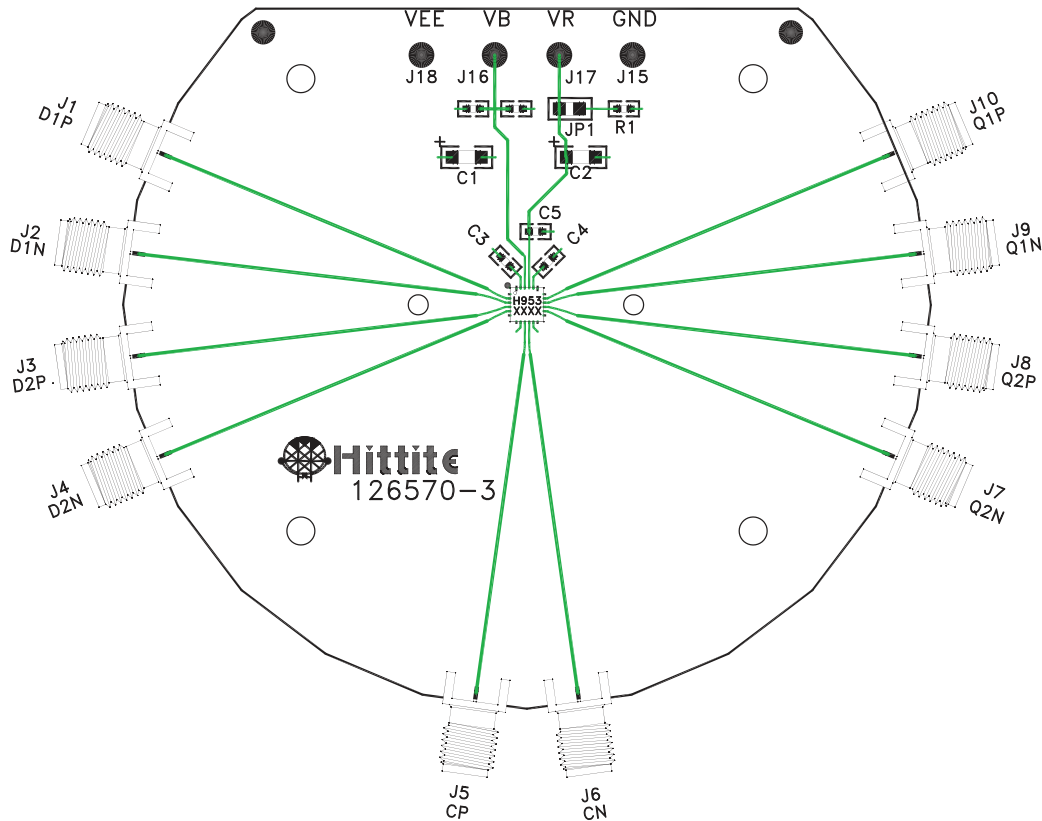 VEE VB VR GND
J18 J16 J17 J15
J1
D1P
J10
Q1P
JP1 R1
+ +
C1 C2
J2
D1N
C3 C5 C4
J9
Q1N
H953
XXXX
J3
D2P
J8
Q2P
Hittite
126570-3
J4
D2N
J7
Q2N
J5
CP
J6
CN